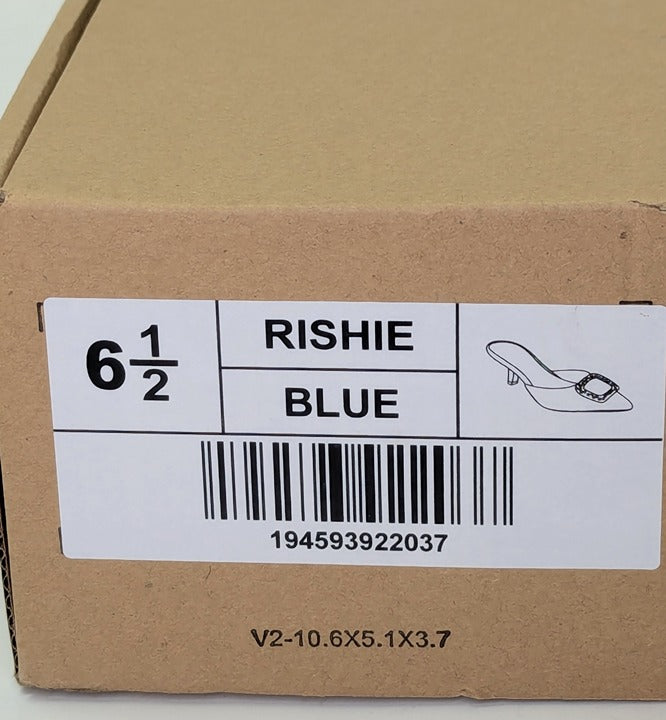 6 1/2
RISHIE
BLUE
194593922037
V2-10.6X5.1X3.7